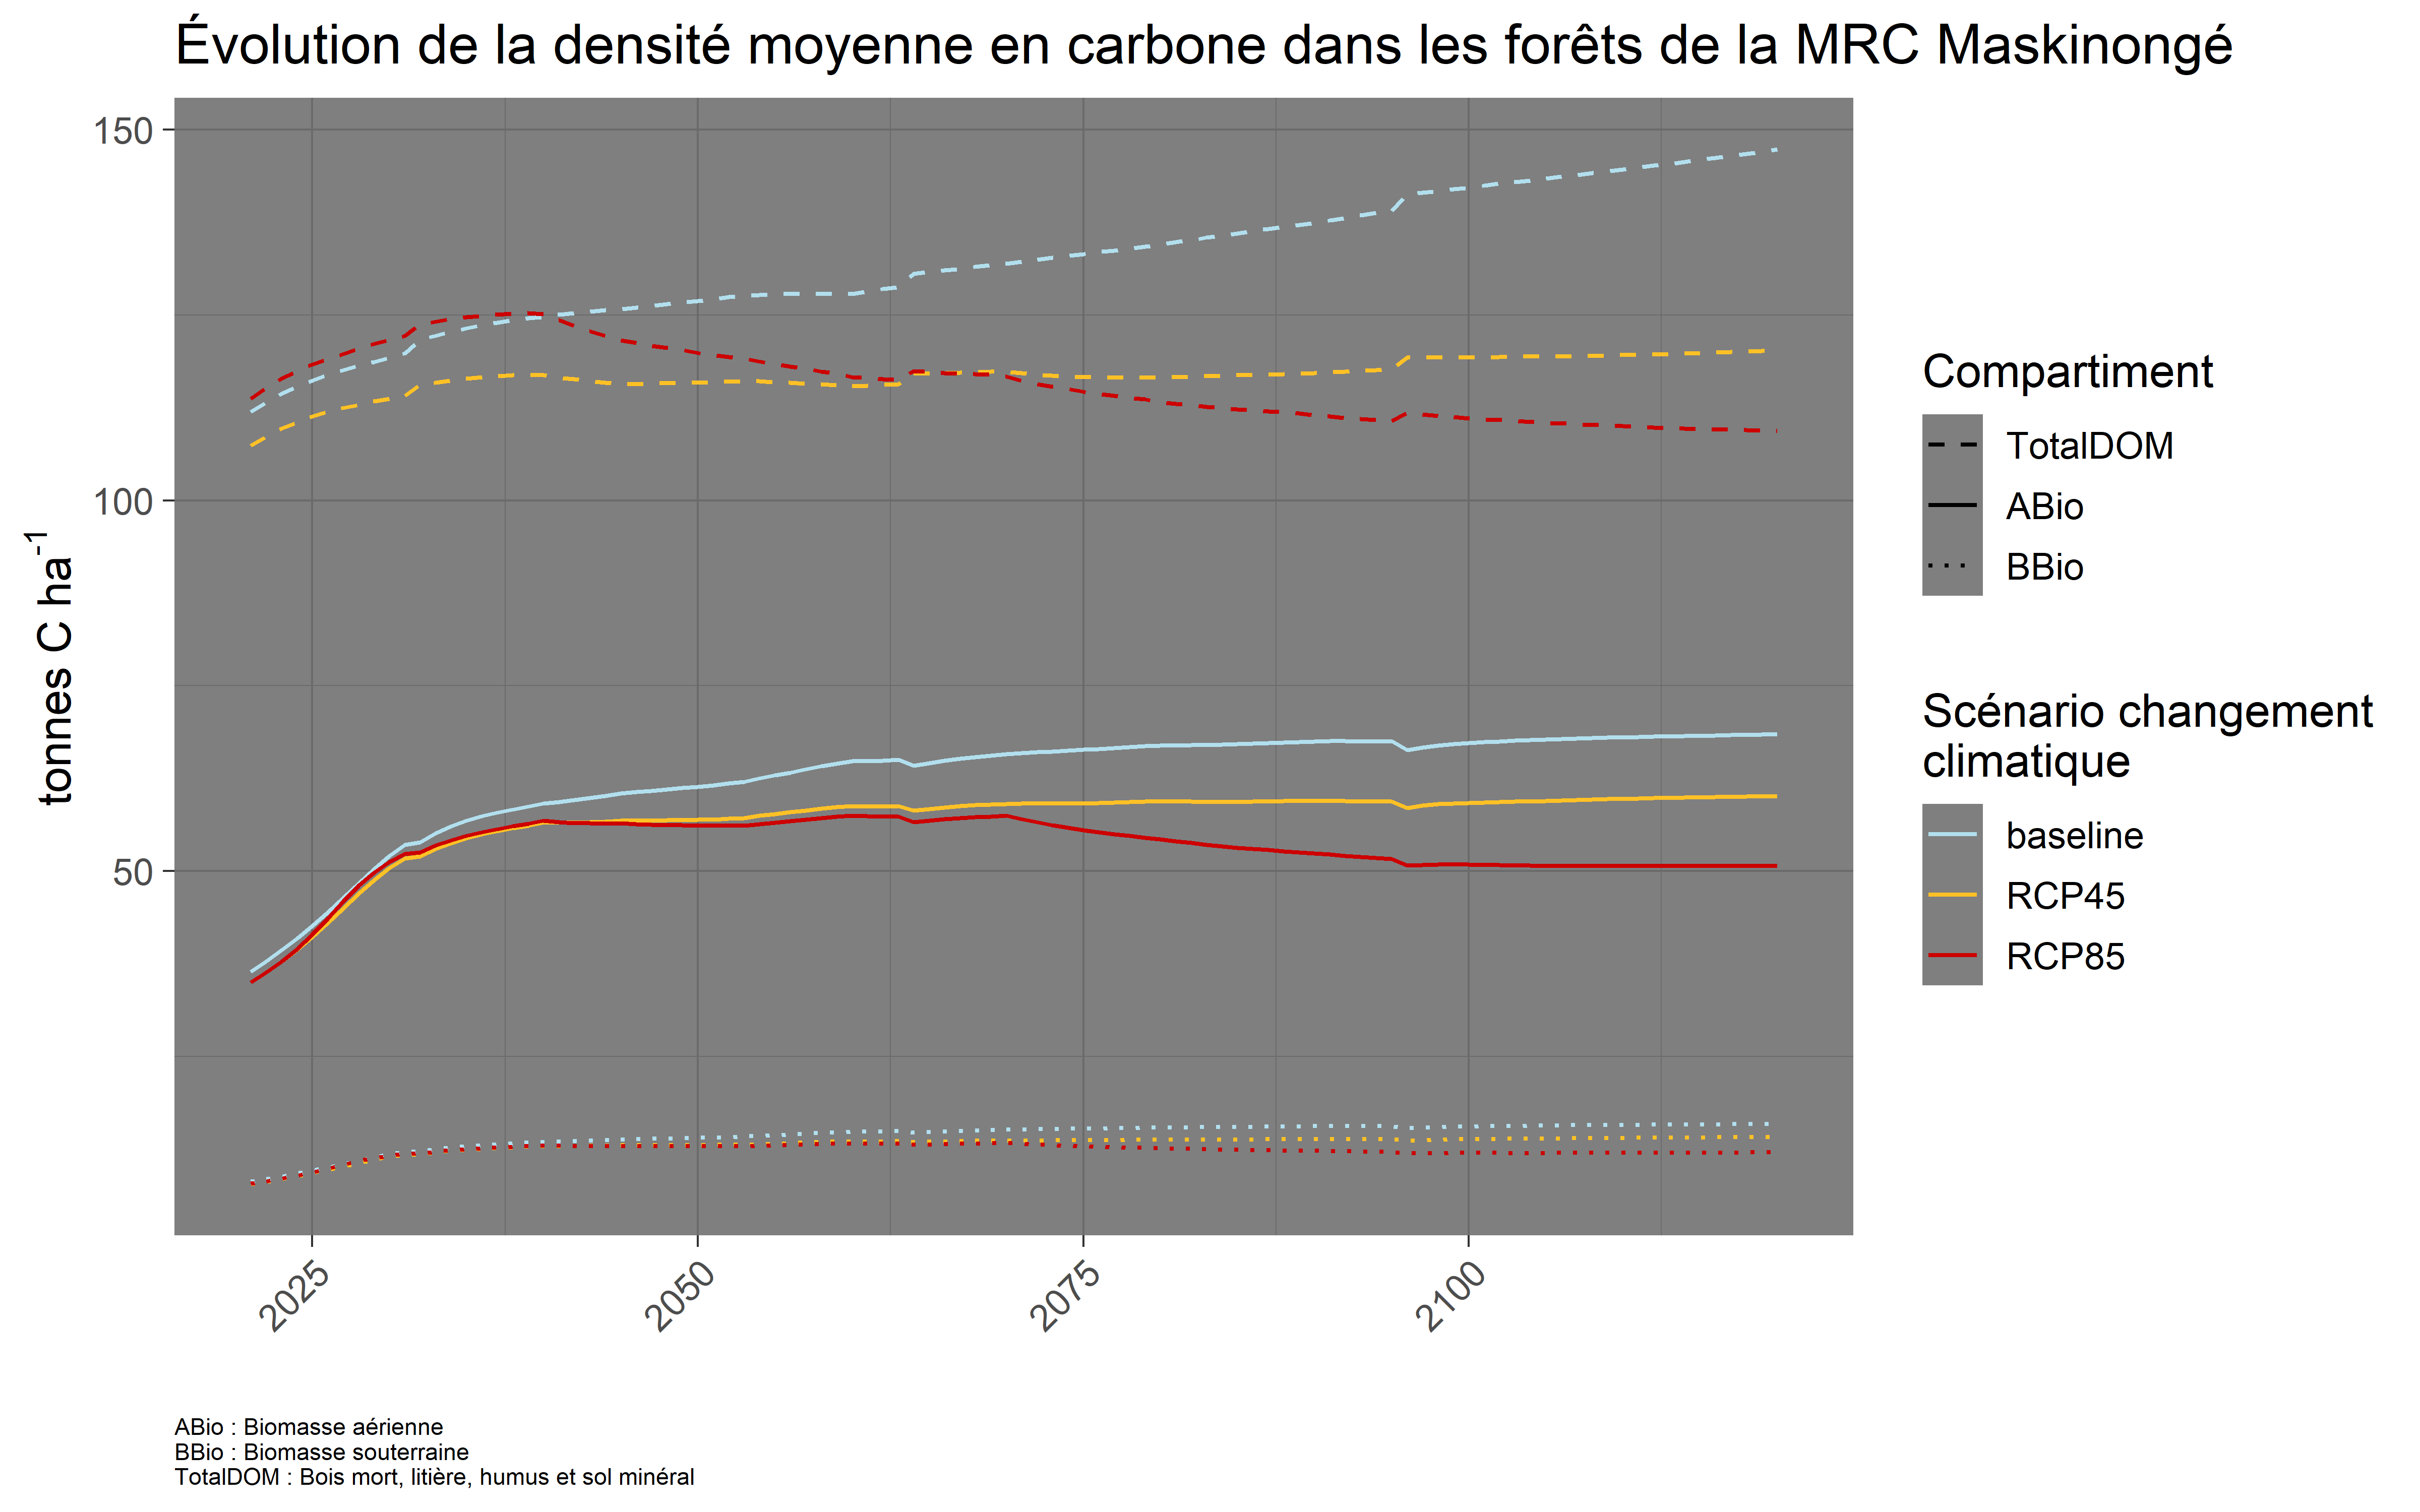 Évolution de la densité moyenne en carbone dans les forêts de la MRC Maskinongé
tonnes C ha⁻¹
150
100
50
2025
2050
2075
2100
Compartiment
TotalDOM
ABio
BBio
Scénario changement
climatique
baseline
RCP45
RCP85
ABio : Biomasse aérienne
BBio : Biomasse souterraine
TotalDOM : Bois mort, litière, humus et sol minéral